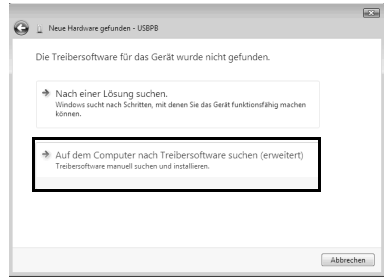 Neue Hardware gefunden - USBPB
Die Treibersoftware für das Gerät wurde nicht gefunden.
Nach einer Lösung suchen.
Windows sucht nach Schritten, mit denen Sie das Gerät funktionsfähig machen
können.
Auf dem Computer nach Treibersoftware suchen (erweitert)
Treibersoftware manuell suchen und installieren.
Abbrechen